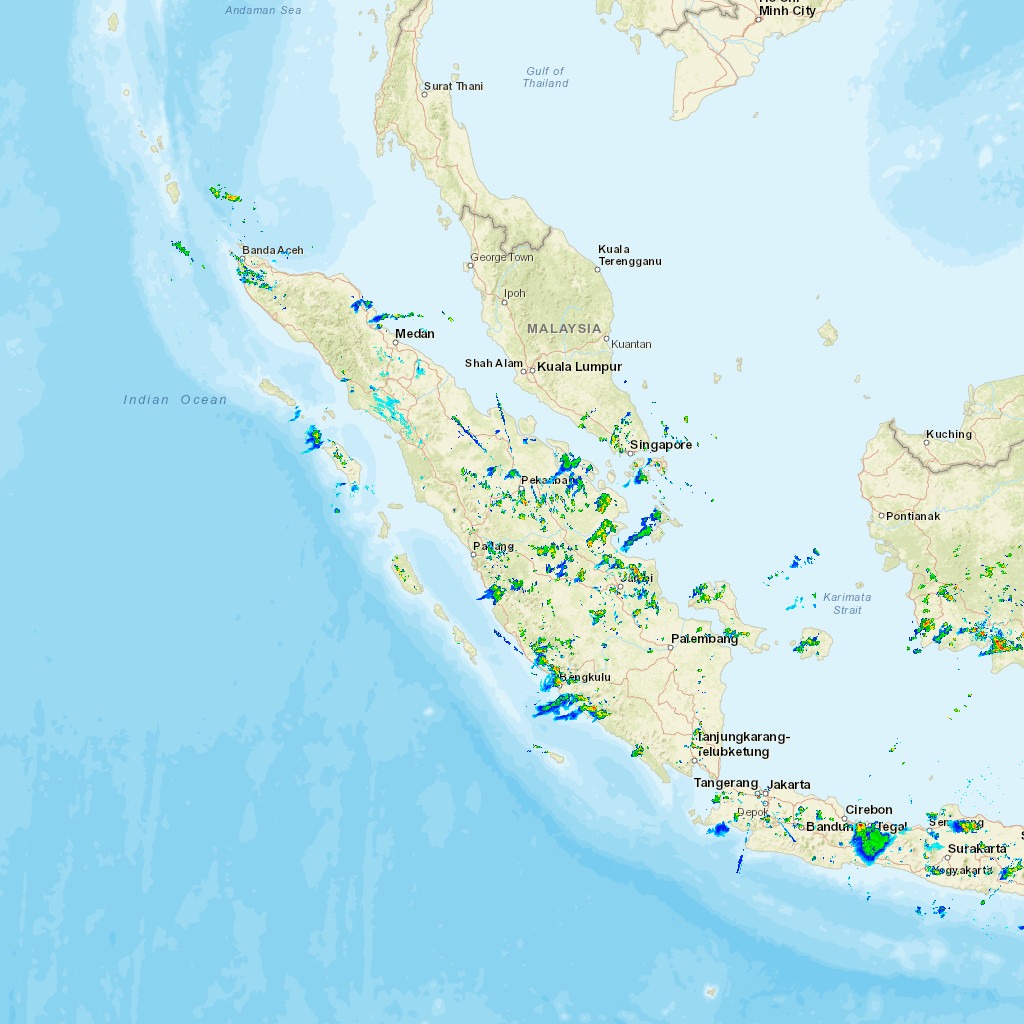 Andaman Sea
Minh City
Gulf of
Thailand
Surat Thani
Banda Aceh
George Town
Kuala
Terengganu
Ipoh
MALAYSIA
Medan
Kuantan
Shah Alam
Kuala Lumpur
Indian Ocean
Kuching
Singapore
Pekanbaru
Pontianak
Padang
Jambi
Karimata
Strait
Palembang
Bengkulu
Tanjungkarang-
Telubketung
Tangerang
Jakarta
Depok
Cirebon
Bandung
Tegal
Semarang
Surakarta
Yogyakarta